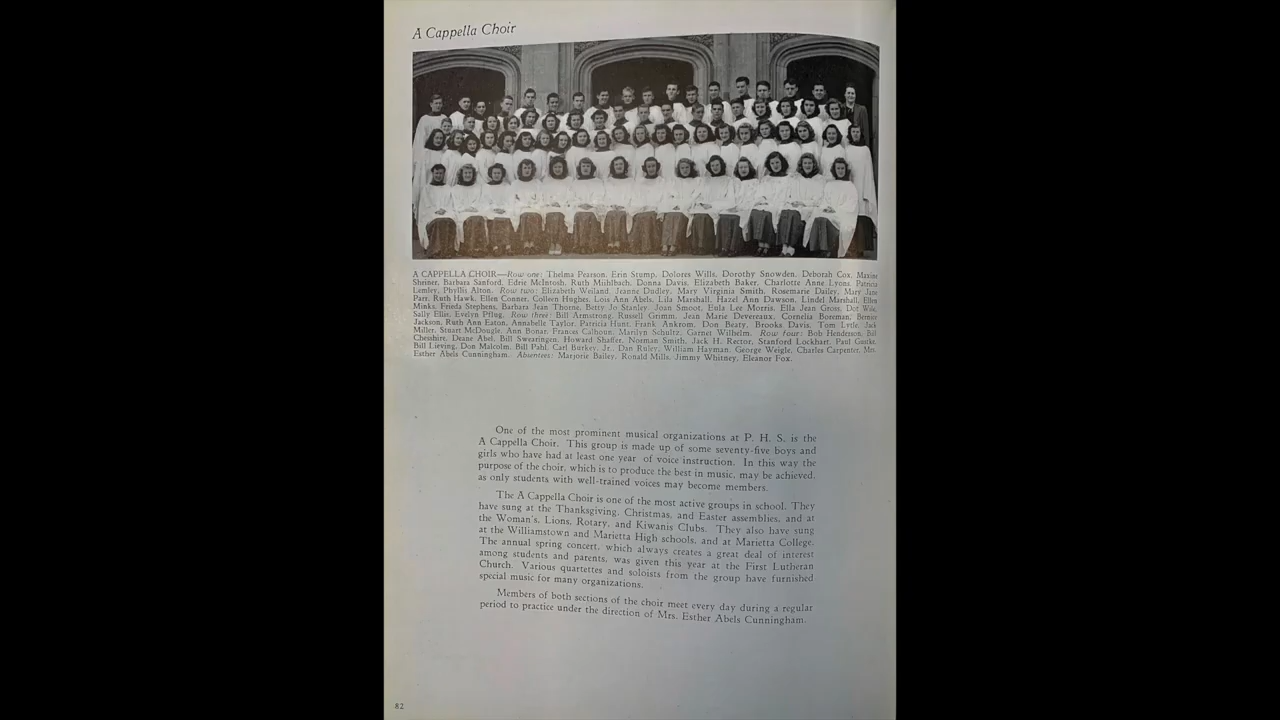 A Cappella Choir
A CAPPELLA CHOIR—Row one: Thelma Pearson, Erin Stump, Dolores Wills, Dorothy Snowden, Deborah Cox, Maxine
Shriner, Barbara Sanford, Edrie McIntosh, Ruth Muhlbach, Donna Davis, Elizabeth Baker, Charlotte Anne Lyons, Patricia
Lemley, Phyllis Alton. Row two: Elizabeth Weiland, Jeanne Dudley, Mary Virginia Smith, Rosemarie Dailey, Mary Jane
Parr, Ruth Hawk, Ellen Conner, Colleen Hughes, Lois Ann Abels, Lila Marshall, Hazel Ann Dawson, Lindel Marshall, Ellen
Minks, Frieda Stephens, Barbara Jean Thorne, Betty Jo Stanley, Joan Smoot, Eula Lee Morris, Ella Jean Gross, Dot Wise,
Sally Ellis, Evelyn Pflug. Row three: Bill Armstrong, Russell Grimm, Jean Marie Devereaux, Cornelia Boreman, Bernice
Jackson, Ruth Ann Eaton, Annabelle Taylor, Patricia Hunt, Frank Ankrom, Don Beaty, Brooks Davis, Tom Lytle, Jack
Miller, Stuart McDougle, Ann Bonar, Frances Calhoun, Marilyn Schultz, Garnet Wilhelm. Row four: Bob Henderson, Bill
Cheishire, Deane Abel, Bill Swearingen, Howard Shaffer, Norman Smith, Jack H. Rector, Stanford Lockhart, Paul
Bill Lieving, Don Malcolm, Bill Pahl, Carl Burkey, Jr., Dan Ruley, William Hayman, George Weigle, Charles Carpenter, Mrs.
Esther Abels Cunningham. Absentees: Marjorie Bailey, Ronald Mills, Jimmy Whitney, Eleanor Fox.
One of the most prominent musical organizations at P. H. S. is the
A Cappella Choir. This group is made up of some seventy-five boys and
girls who have had at least one year of voice instruction. In this way the
purpose of the choir, which is to produce the best in music, may be achieved,
as only students with well-trained voices may become members.
The A Cappella Choir is one of the most active groups in school. They
have sung at the Thanksgiving, Christmas, and Easter assemblies, and at
the Woman's, Lions, Rotary, and Kiwanis Clubs. They also have sung
at the Williamstown and Marietta High schools, and at Marietta College.
The annual spring concert, which always creates a great deal of interest
among students and parents, was given this year at the First Lutheran
Church. Various quartettes and soloists from the group have furnished
special music for many organizations.
Members of both sections of the choir meet every day during a regular
period to practice under the direction of Mrs. Esther Abels Cunningham.
82